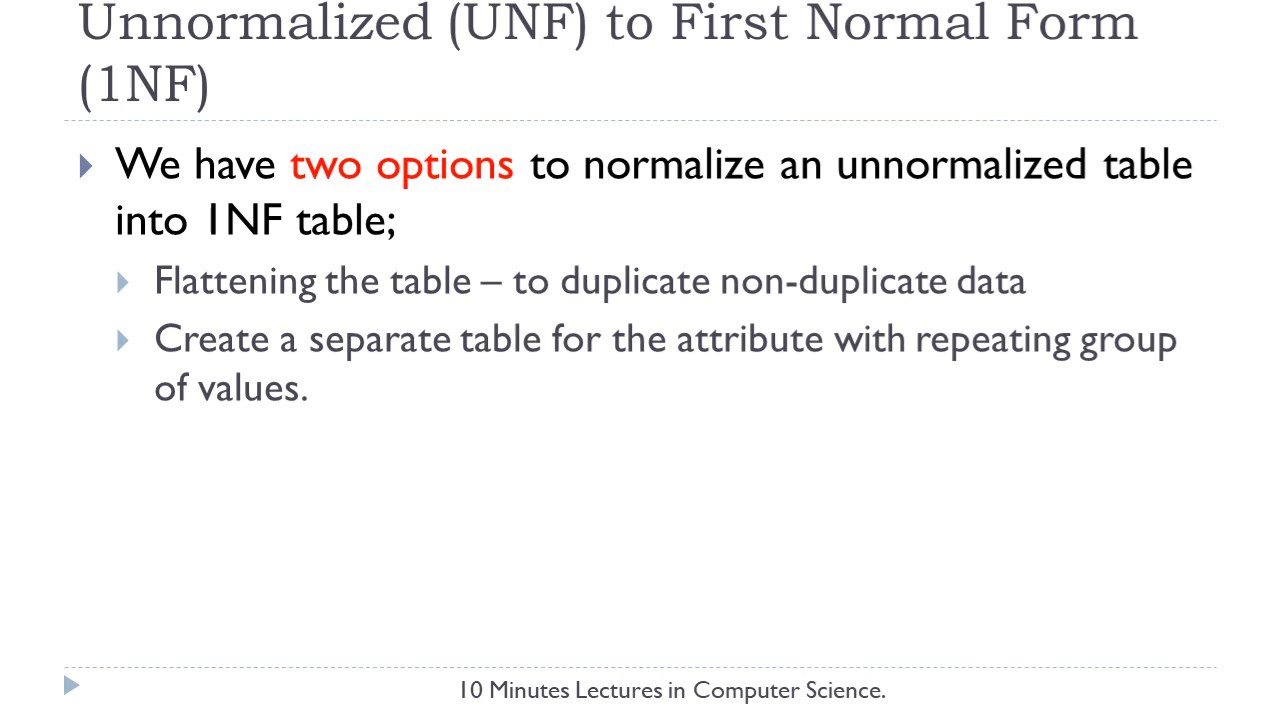 Unnormalized (UNF) to First Normal Form
(1NF)
We have two options to normalize an unnormalized table
into 1NF table;
Flattening the table – to duplicate non-duplicate data
Create a separate table for the attribute with repeating group
of values.
10 Minutes Lectures in Computer Science.